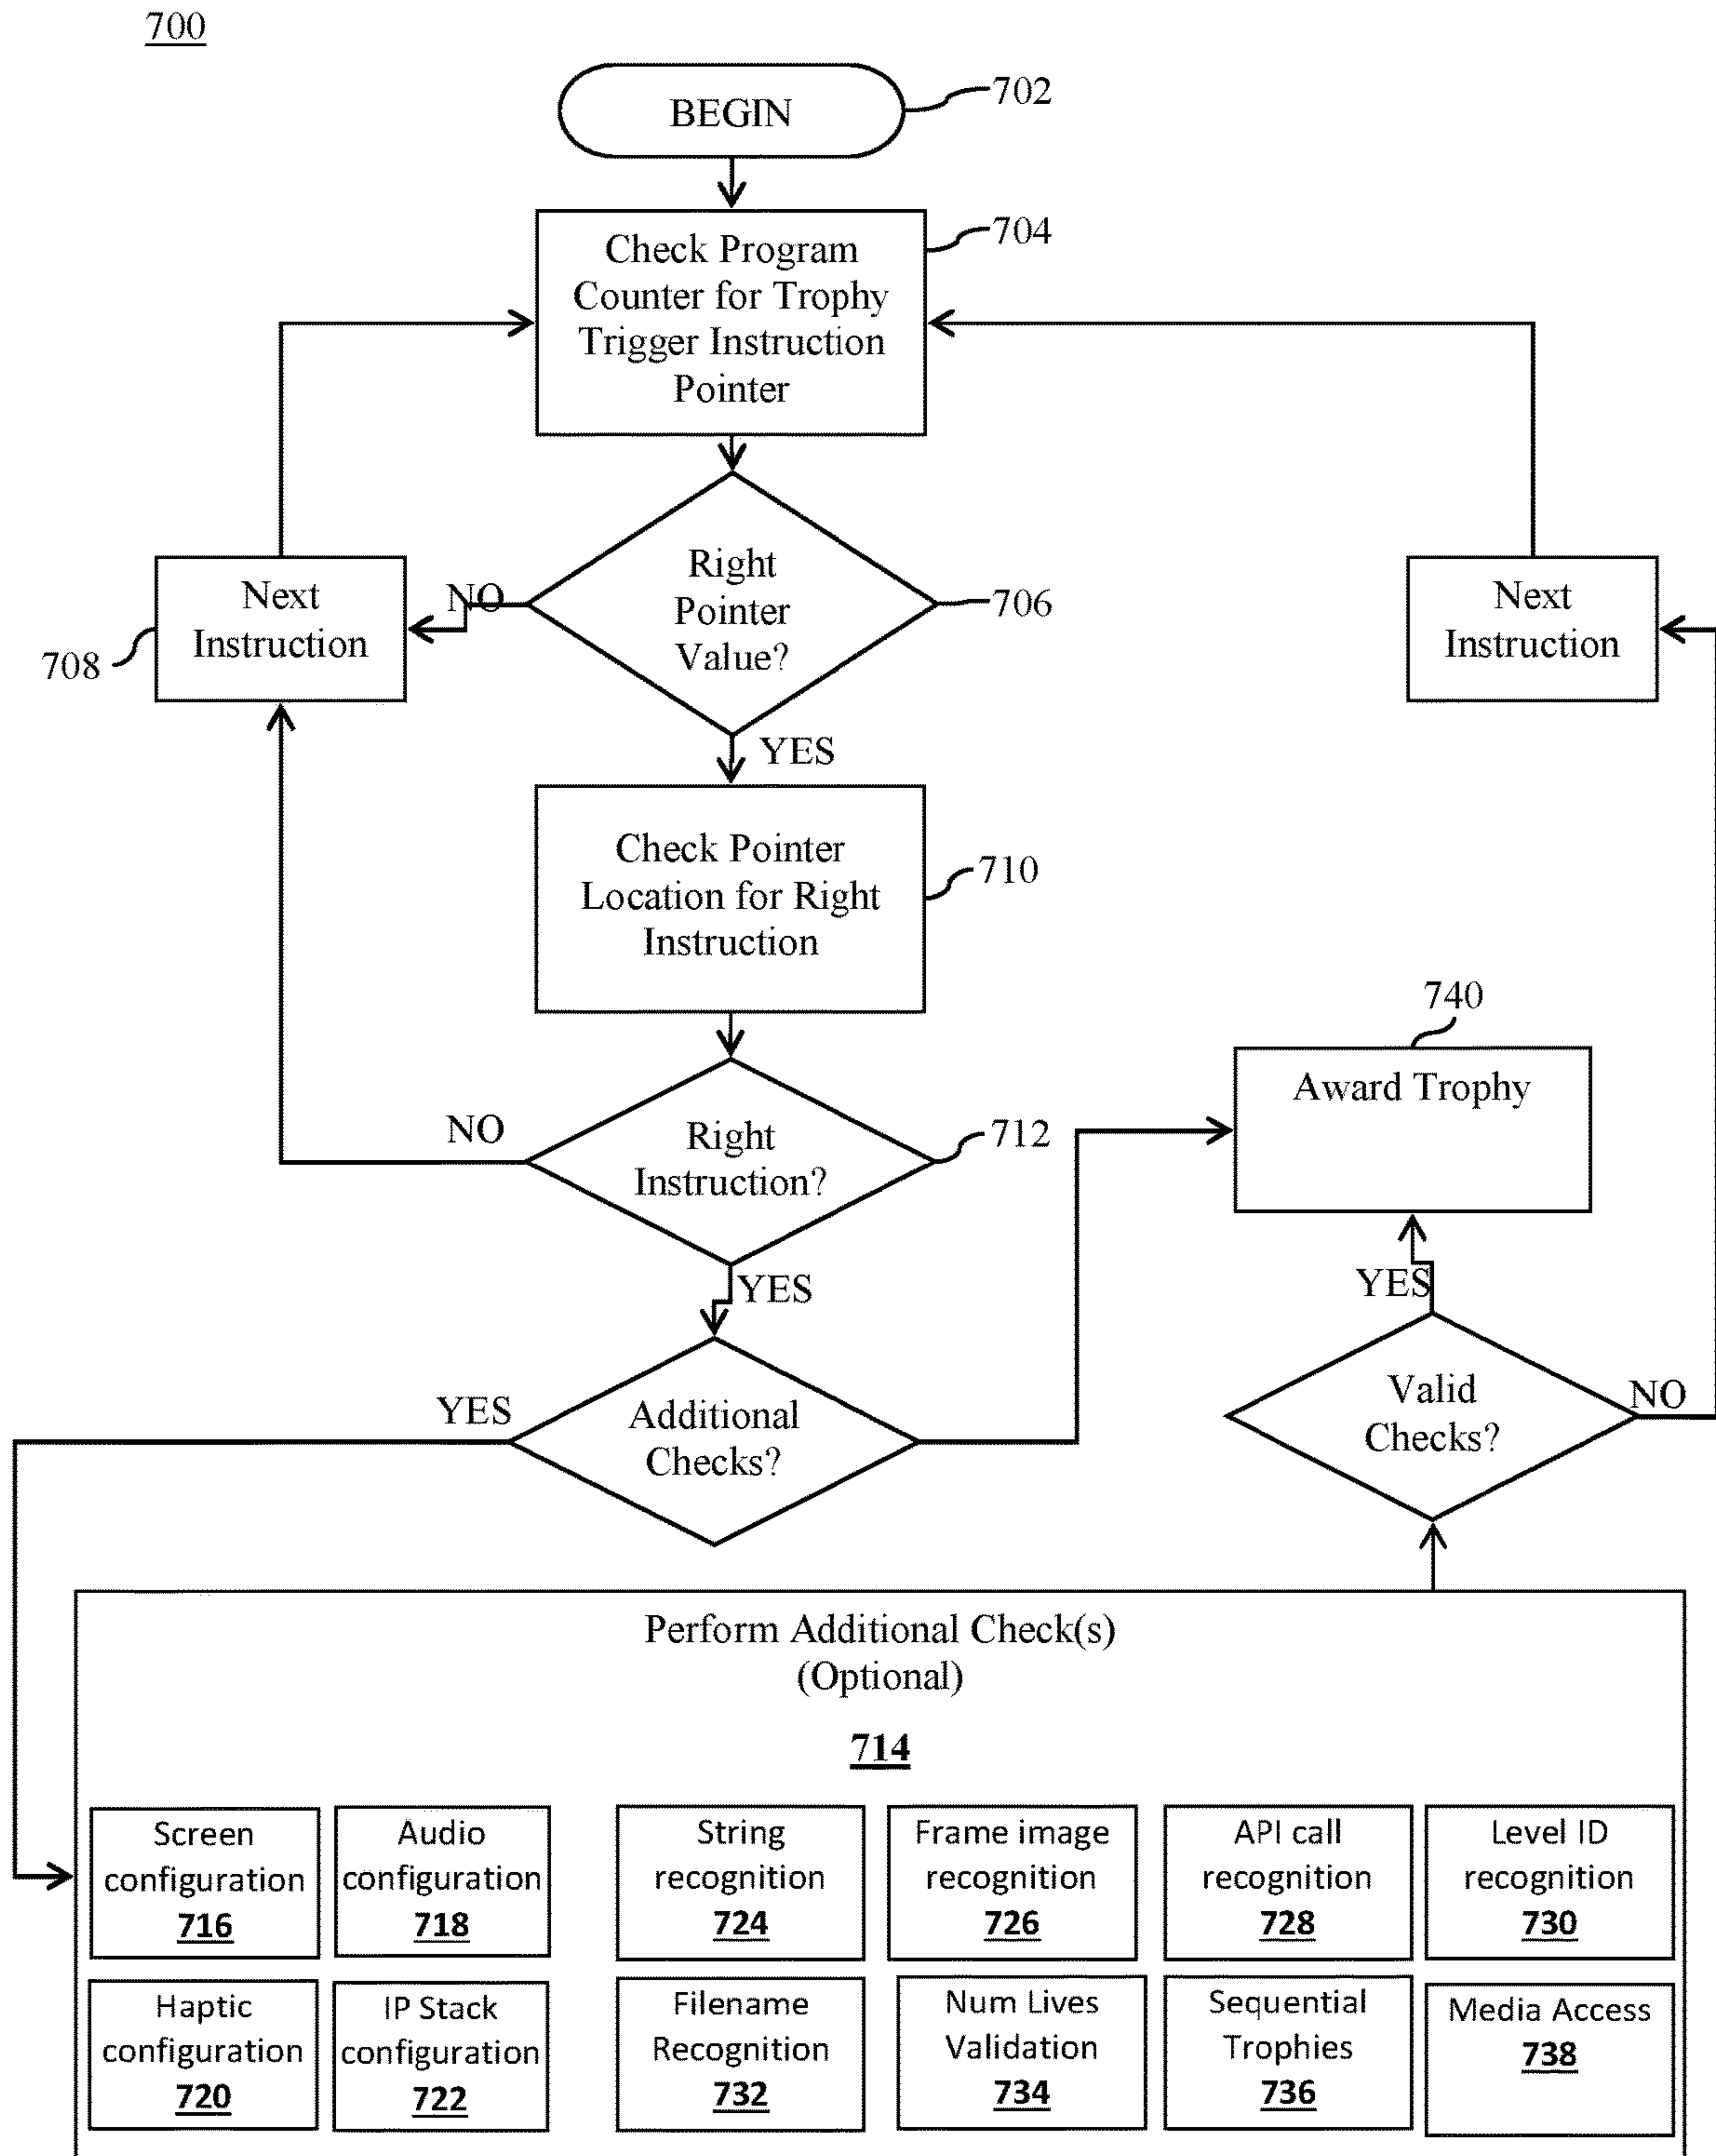 700
BEGIN
702
Check Program
Counter for Trophy
Trigger Instruction
Pointer
704
Next
Instruction
708
NO
Right
Pointer
Value?
706
Next
Instruction
YES
Check Pointer
Location for Right
Instruction
710
740
Award Trophy
NO
Right
Instruction?
712
YES
YES
YES
Additional
Checks?
Valid
Checks?
NO
Perform Additional Check(s)
(Optional)
714
Screen
configuration
716
Audio
configuration
718
String
recognition
724
Frame image
recognition
726
API call
recognition
728
Level ID
recognition
730
Haptic
configuration
720
IP Stack
configuration
722
Filename
Recognition
732
Num Lives
Validation
734
Sequential
Trophies
736
Media Access
738